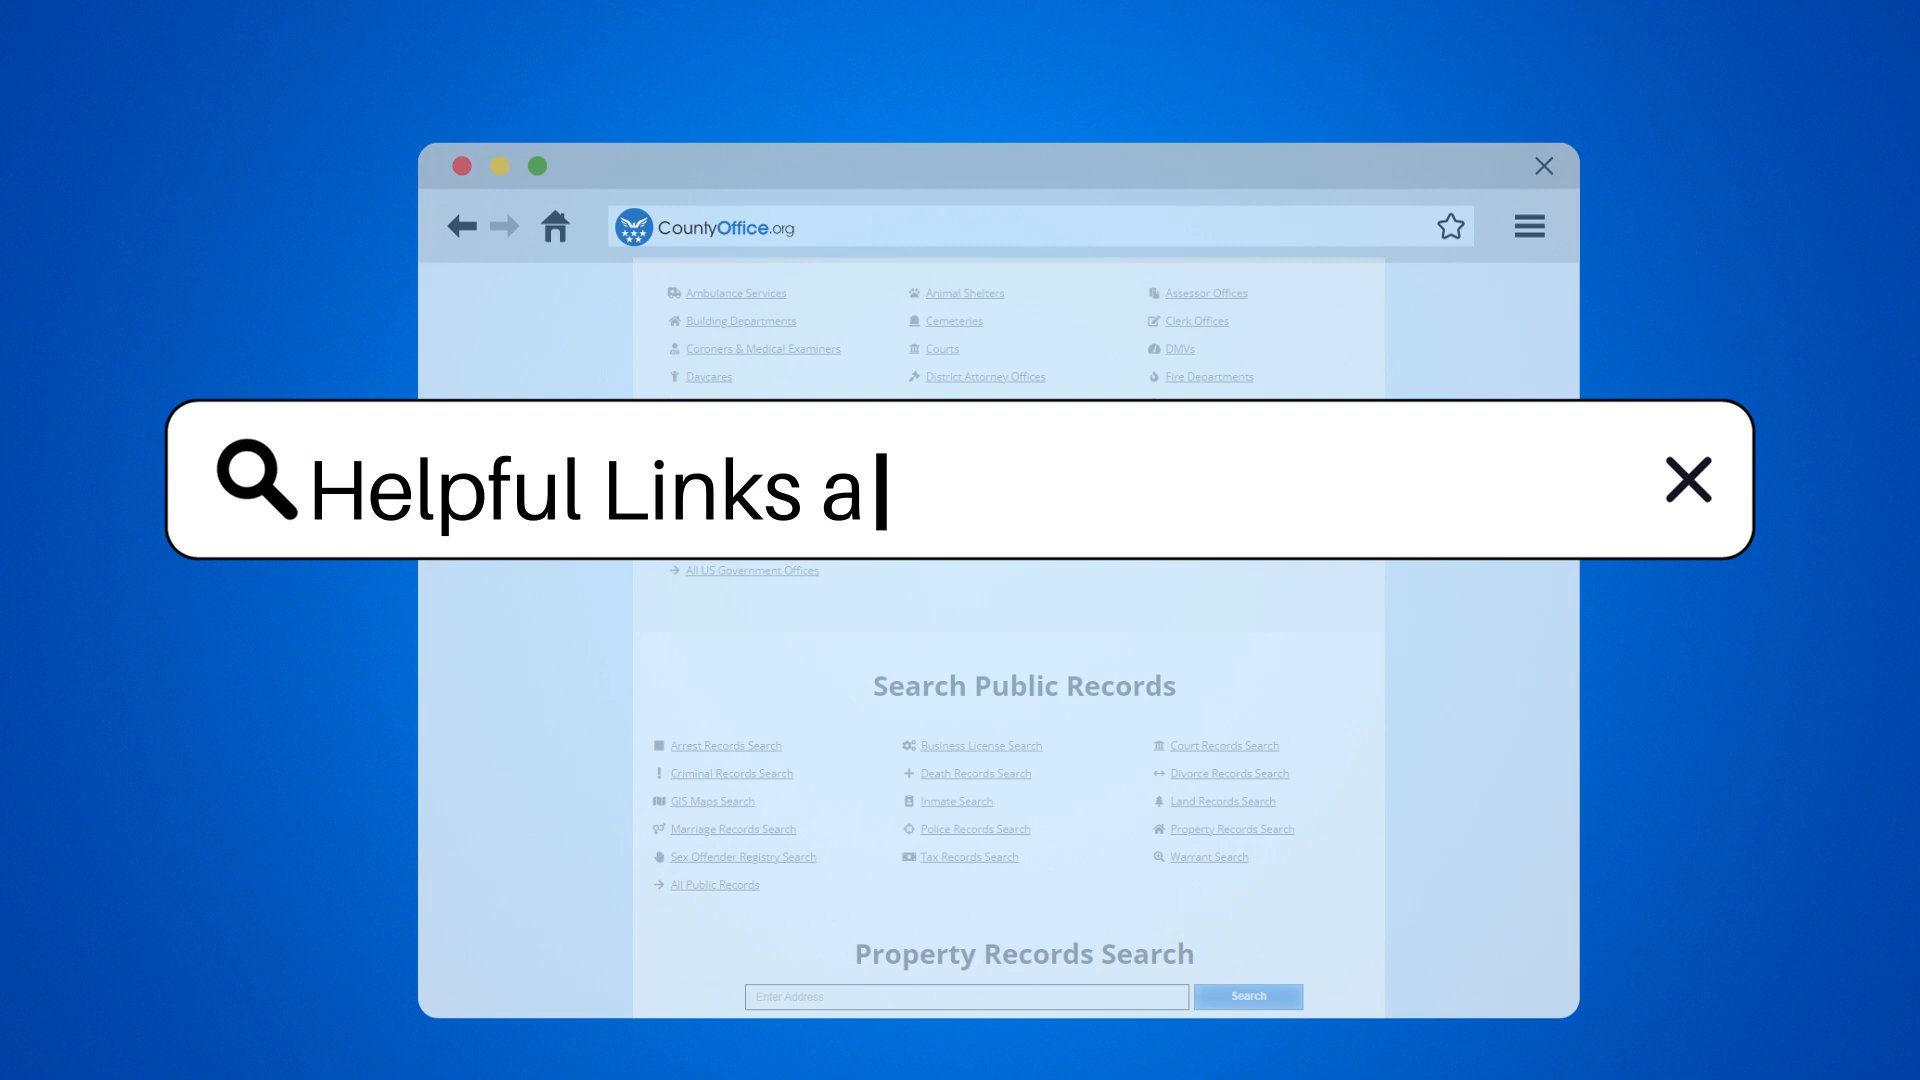 CountyOffice.org
Ambulance Services Animal Shelters Assessor Offices
Building Departments Cemeteries Clerk Offices
Coroners & Medical Examiners Courts DMVs
Daycares District Attorney Offices Fire Departments
Helpful Links a
All US Government Offices
Search Public Records
Arrest Records Search Business License Search Court Records Search
Criminal Records Search Death Records Search Divorce Records Search
GIS Maps Search Inmate Search Land Records Search
Marriage Records Search Police Records Search Property Records Search
Sex Offender Registry Search Tax Records Search Warrant Search
All Public Records
Property Records Search
Enter Address Search